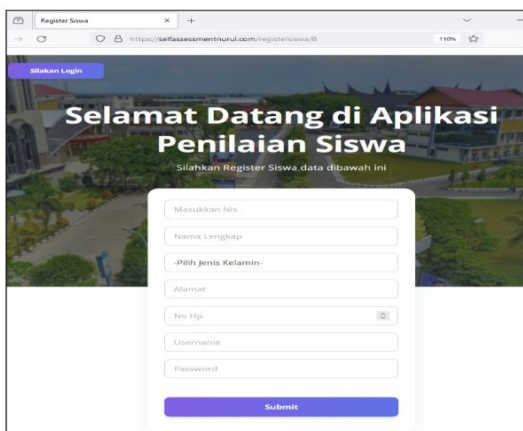 Register Siswa
https://selfassessmentnurul.com/registersiswa/8
110%
Silakan Login
Selamat Datang di Aplikasi
Penilaian Siswa
Silahkan Register Siswa data dibawah ini
Masukkan Nis
Nama Lengkap
-Pilih Jenis Kelamin-
Alamat
No Hp
Username
Password
Submit